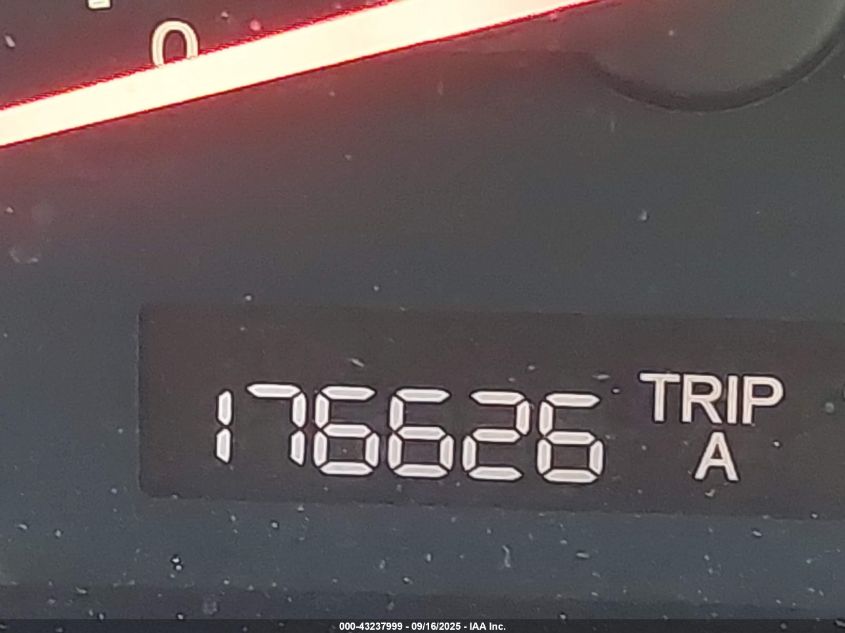 0
176626 TRIP
A
000-43237999 - 09/16/2025 - IAA Inc.